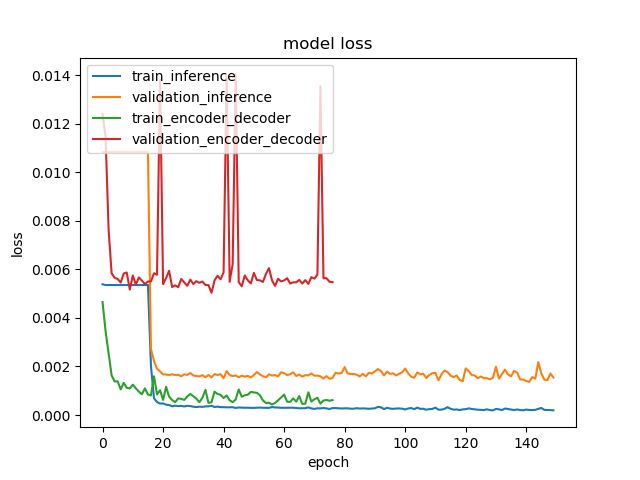 model loss
train_inference
validation_inference
train_encoder_decoder
validation_encoder_decoder
0.014
0.012
0.010
0.008
0.006
0.004
0.002
0.000
loss
0 20 40 60 80 100 120 140
epoch